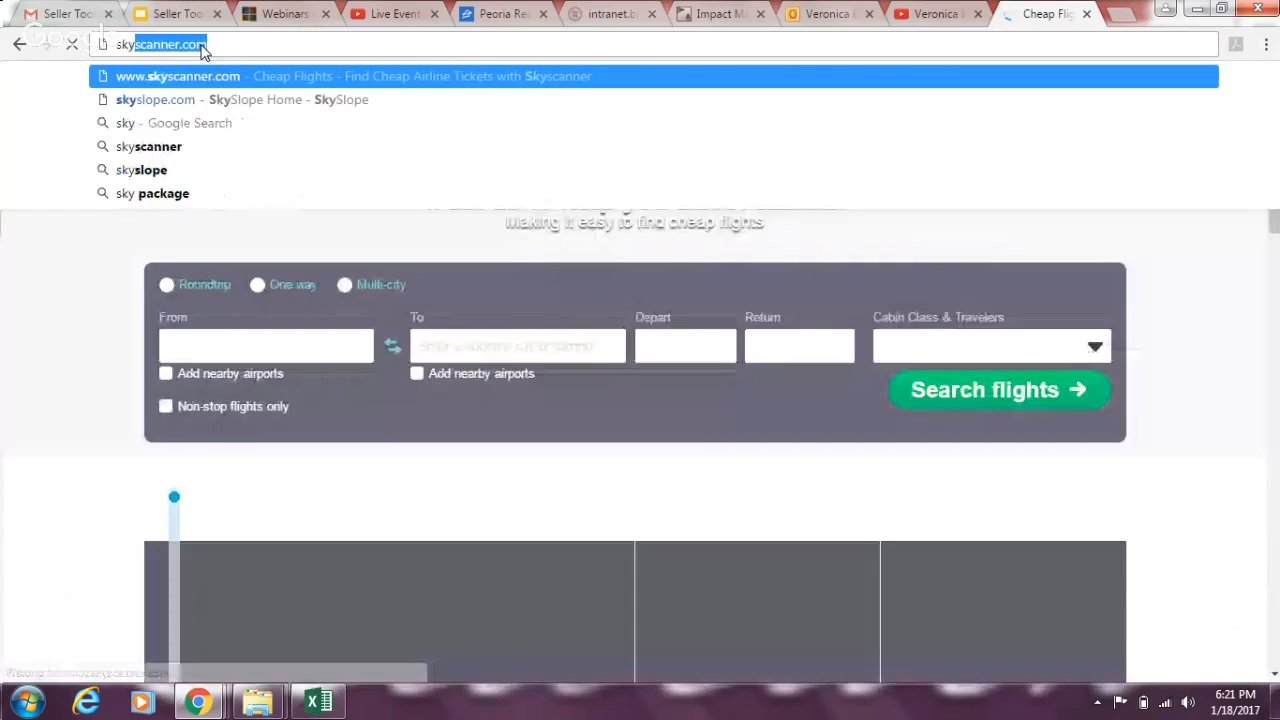 Seller Too
Seller Too
Webinars
Live Event
Peoria Re
intranet.b
Impact Ma
Veronica B
Veronica B
Cheap Flig
skyscanner.com
www.skyscanner.com - Cheap Flights - Find Cheap Airline Tickets with Skyscanner
skyslope.com - SkySlope Home - SkySlope
sky - Google Search
skyscanner
skyslope
sky package
Making it easy to find cheap flights
Roundtrip One way Multi-city
From To Depart Return Cabin Class & Travelers
Add nearby airports Add nearby airports
Search flights
Non-stop flights only
6:21 PM
1/18/2017